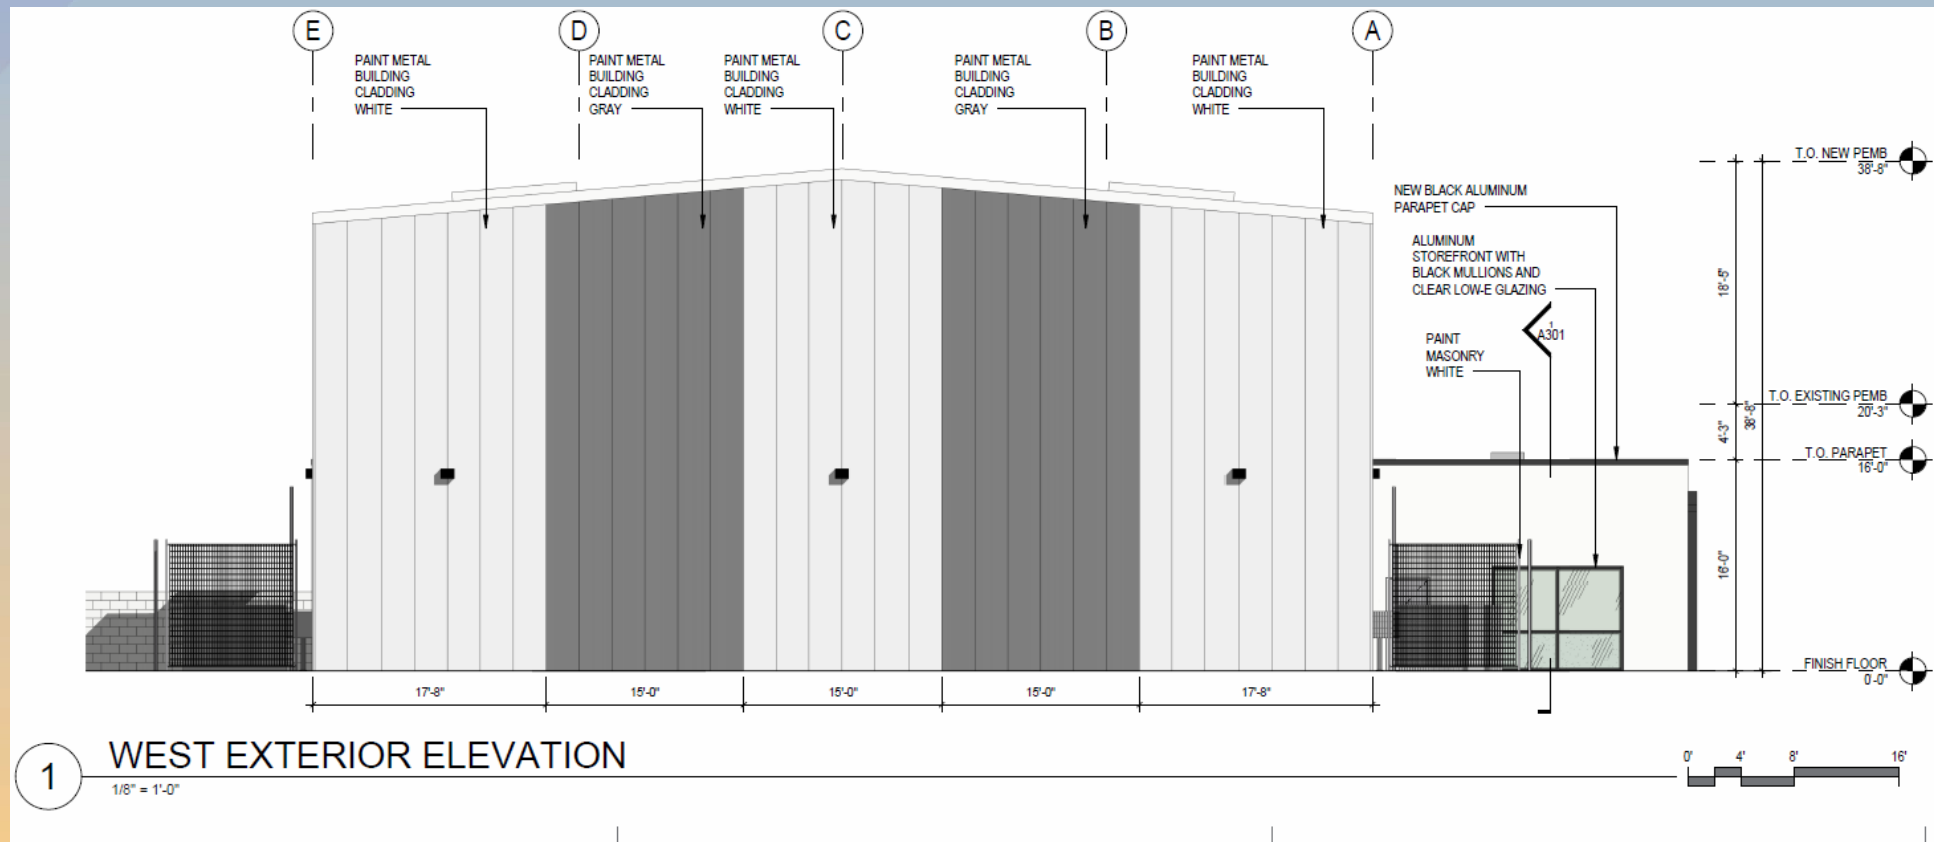 E
D
C
B
A
PAINT METAL
BUILDING
CLADDING
WHITE
PAINT METAL
BUILDING
CLADDING
GRAY
PAINT METAL
BUILDING
CLADDING
WHITE
PAINT METAL
BUILDING
CLADDING
GRAY
PAINT METAL
BUILDING
CLADDING
WHITE
T.O. NEW PEMB
38'-8"
NEW BLACK ALUMINUM
PARAPET CAP
ALUMINUM
STOREFRONT WITH
BLACK MULLIONS AND
CLEAR LOW-E GLAZING
18'-5"
1
A301
PAINT
MASONRY
WHITE
T.O. EXISTING PEMB
20'-3"
38'-8"
4'-3"
T.O. PARAPET
16'-0"
16'-0"
FINISH FLOOR
0'-0"
17'-8"
15'-0"
15'-0"
15'-0"
17'-8"
1
WEST EXTERIOR ELEVATION
1/8" = 1'-0"
0'
4'
8'
16'